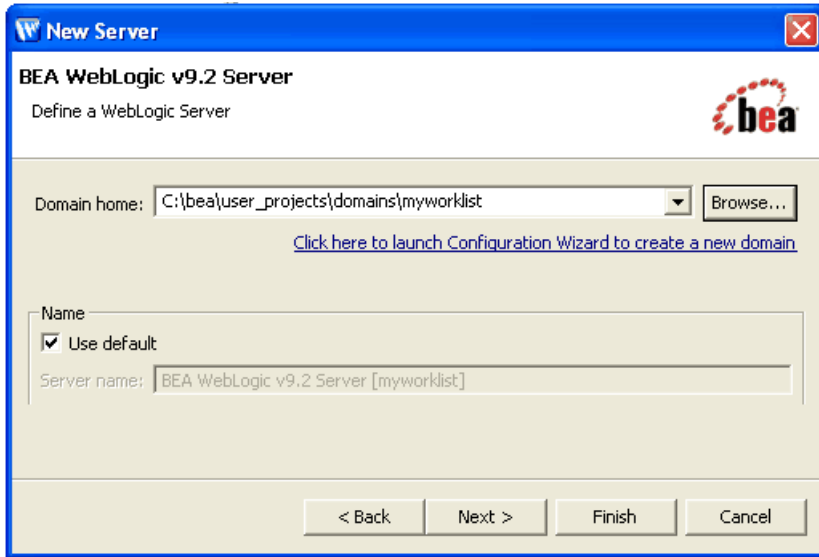 New Server
BEA WebLogic v9.2 Server
Define a WebLogic Server
bea
Domain home: C:\bea\user_projects\domains\myworklist Browse...
Click here to launch Configuration Wizard to create a new domain
Name
Use default
Server name: BEA WebLogic v9.2 Server [myworklist]
< Back Next > Finish Cancel